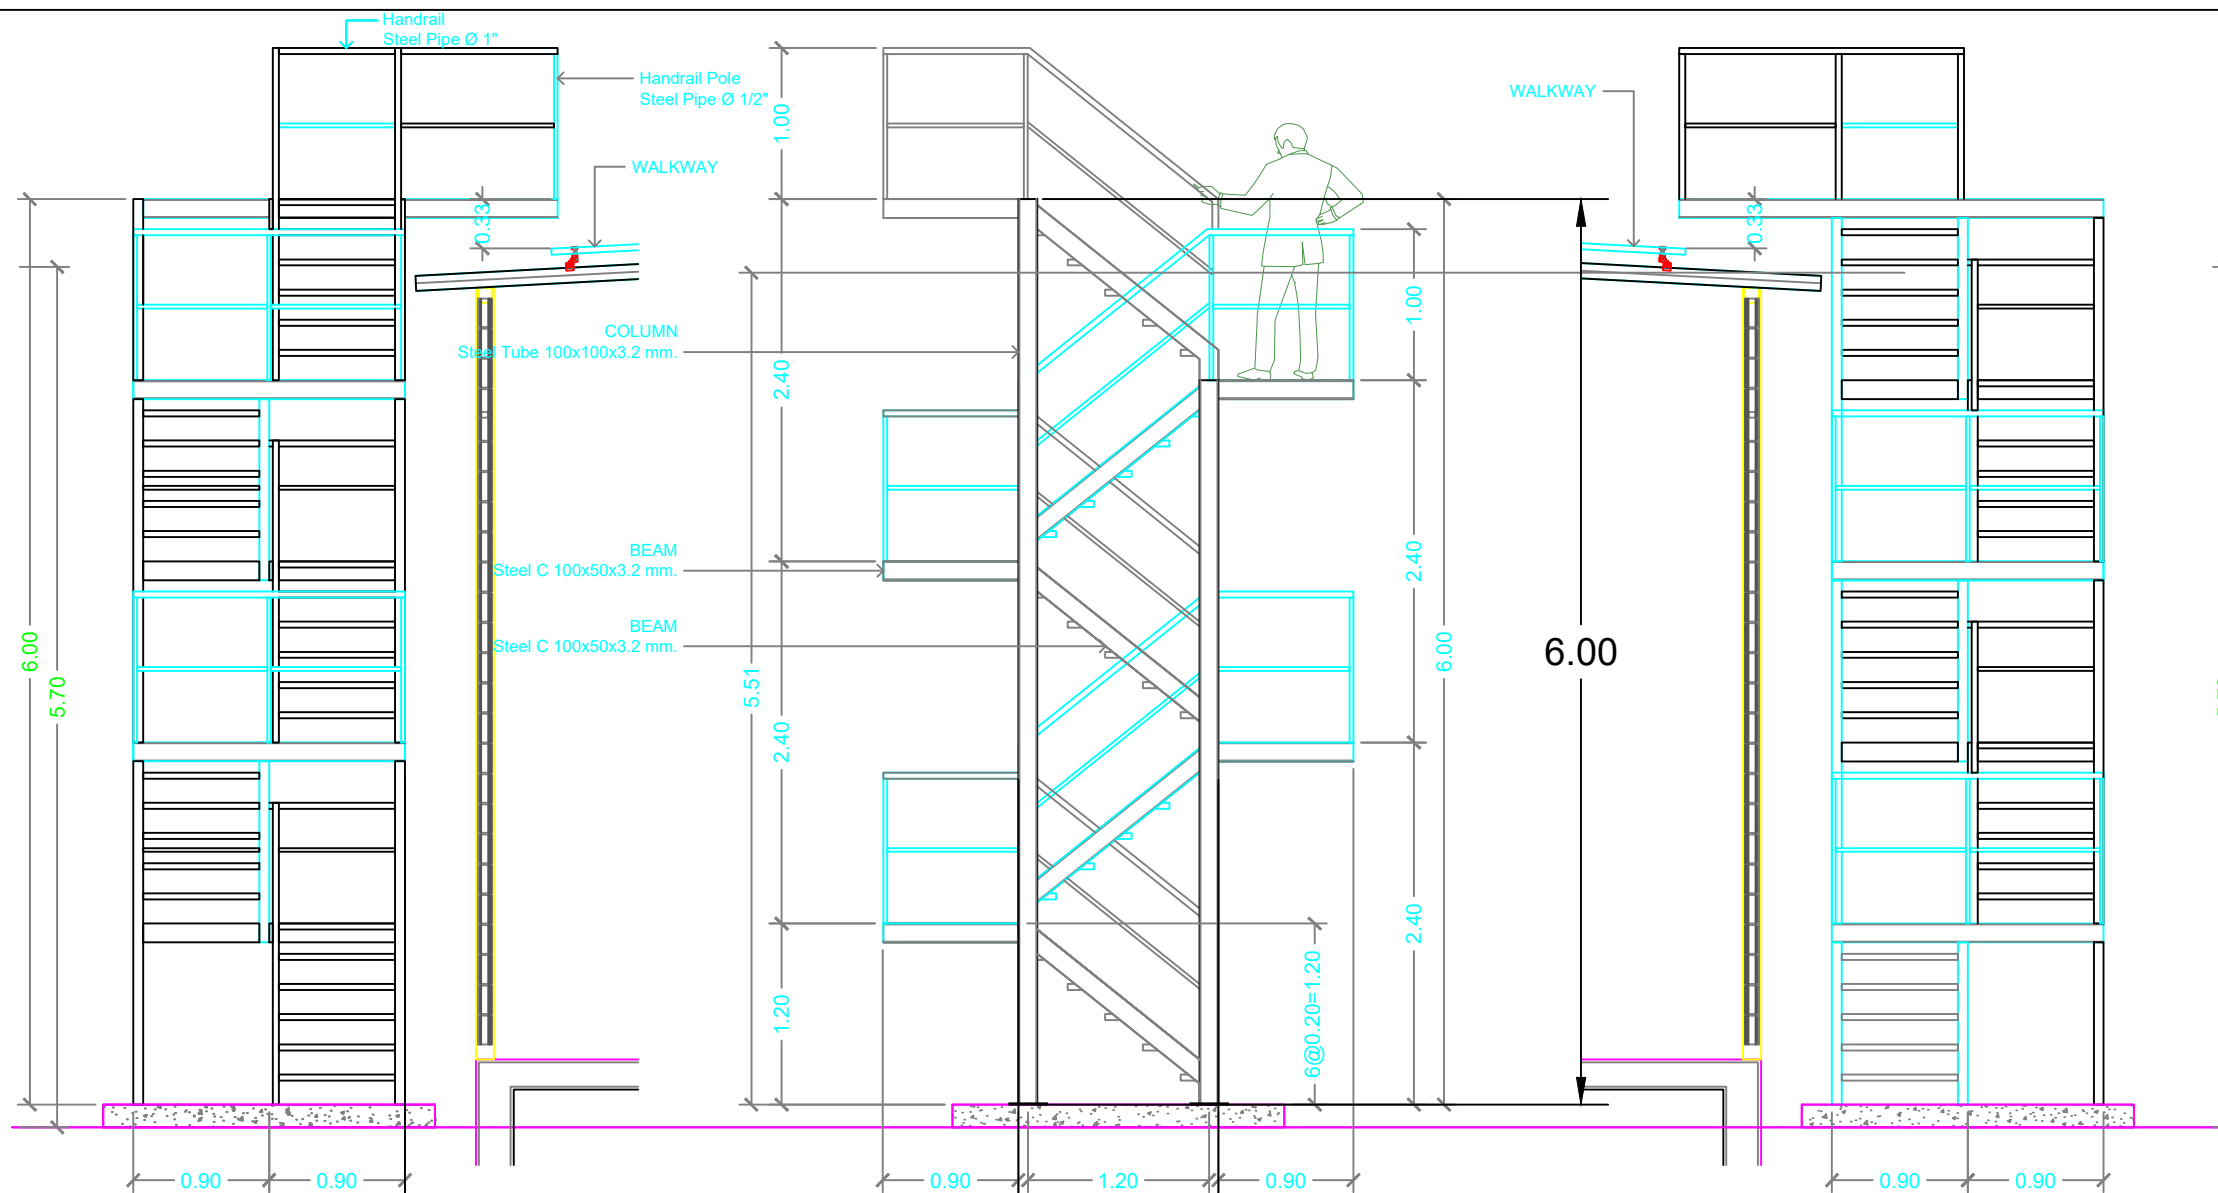 Handrail
Steel Pipe Ø 1"
Handrail Pole
Steel Pipe Ø 1/2"
WALKWAY
0.33
6.00
5.70
0.90
0.90
COLUMN
Steel Tube 100x100x3.2 mm.
BEAM
Steel C 100x50x3.2 mm.
BEAM
Steel C 100x50x3.2 mm.
1.00
2.40
2.40
1.20
5.51
1.00
2.40
2.40
6.00
6@0.20=1.20
0.90
1.20
0.90
6.00
WALKWAY
0.33
0.90
0.90